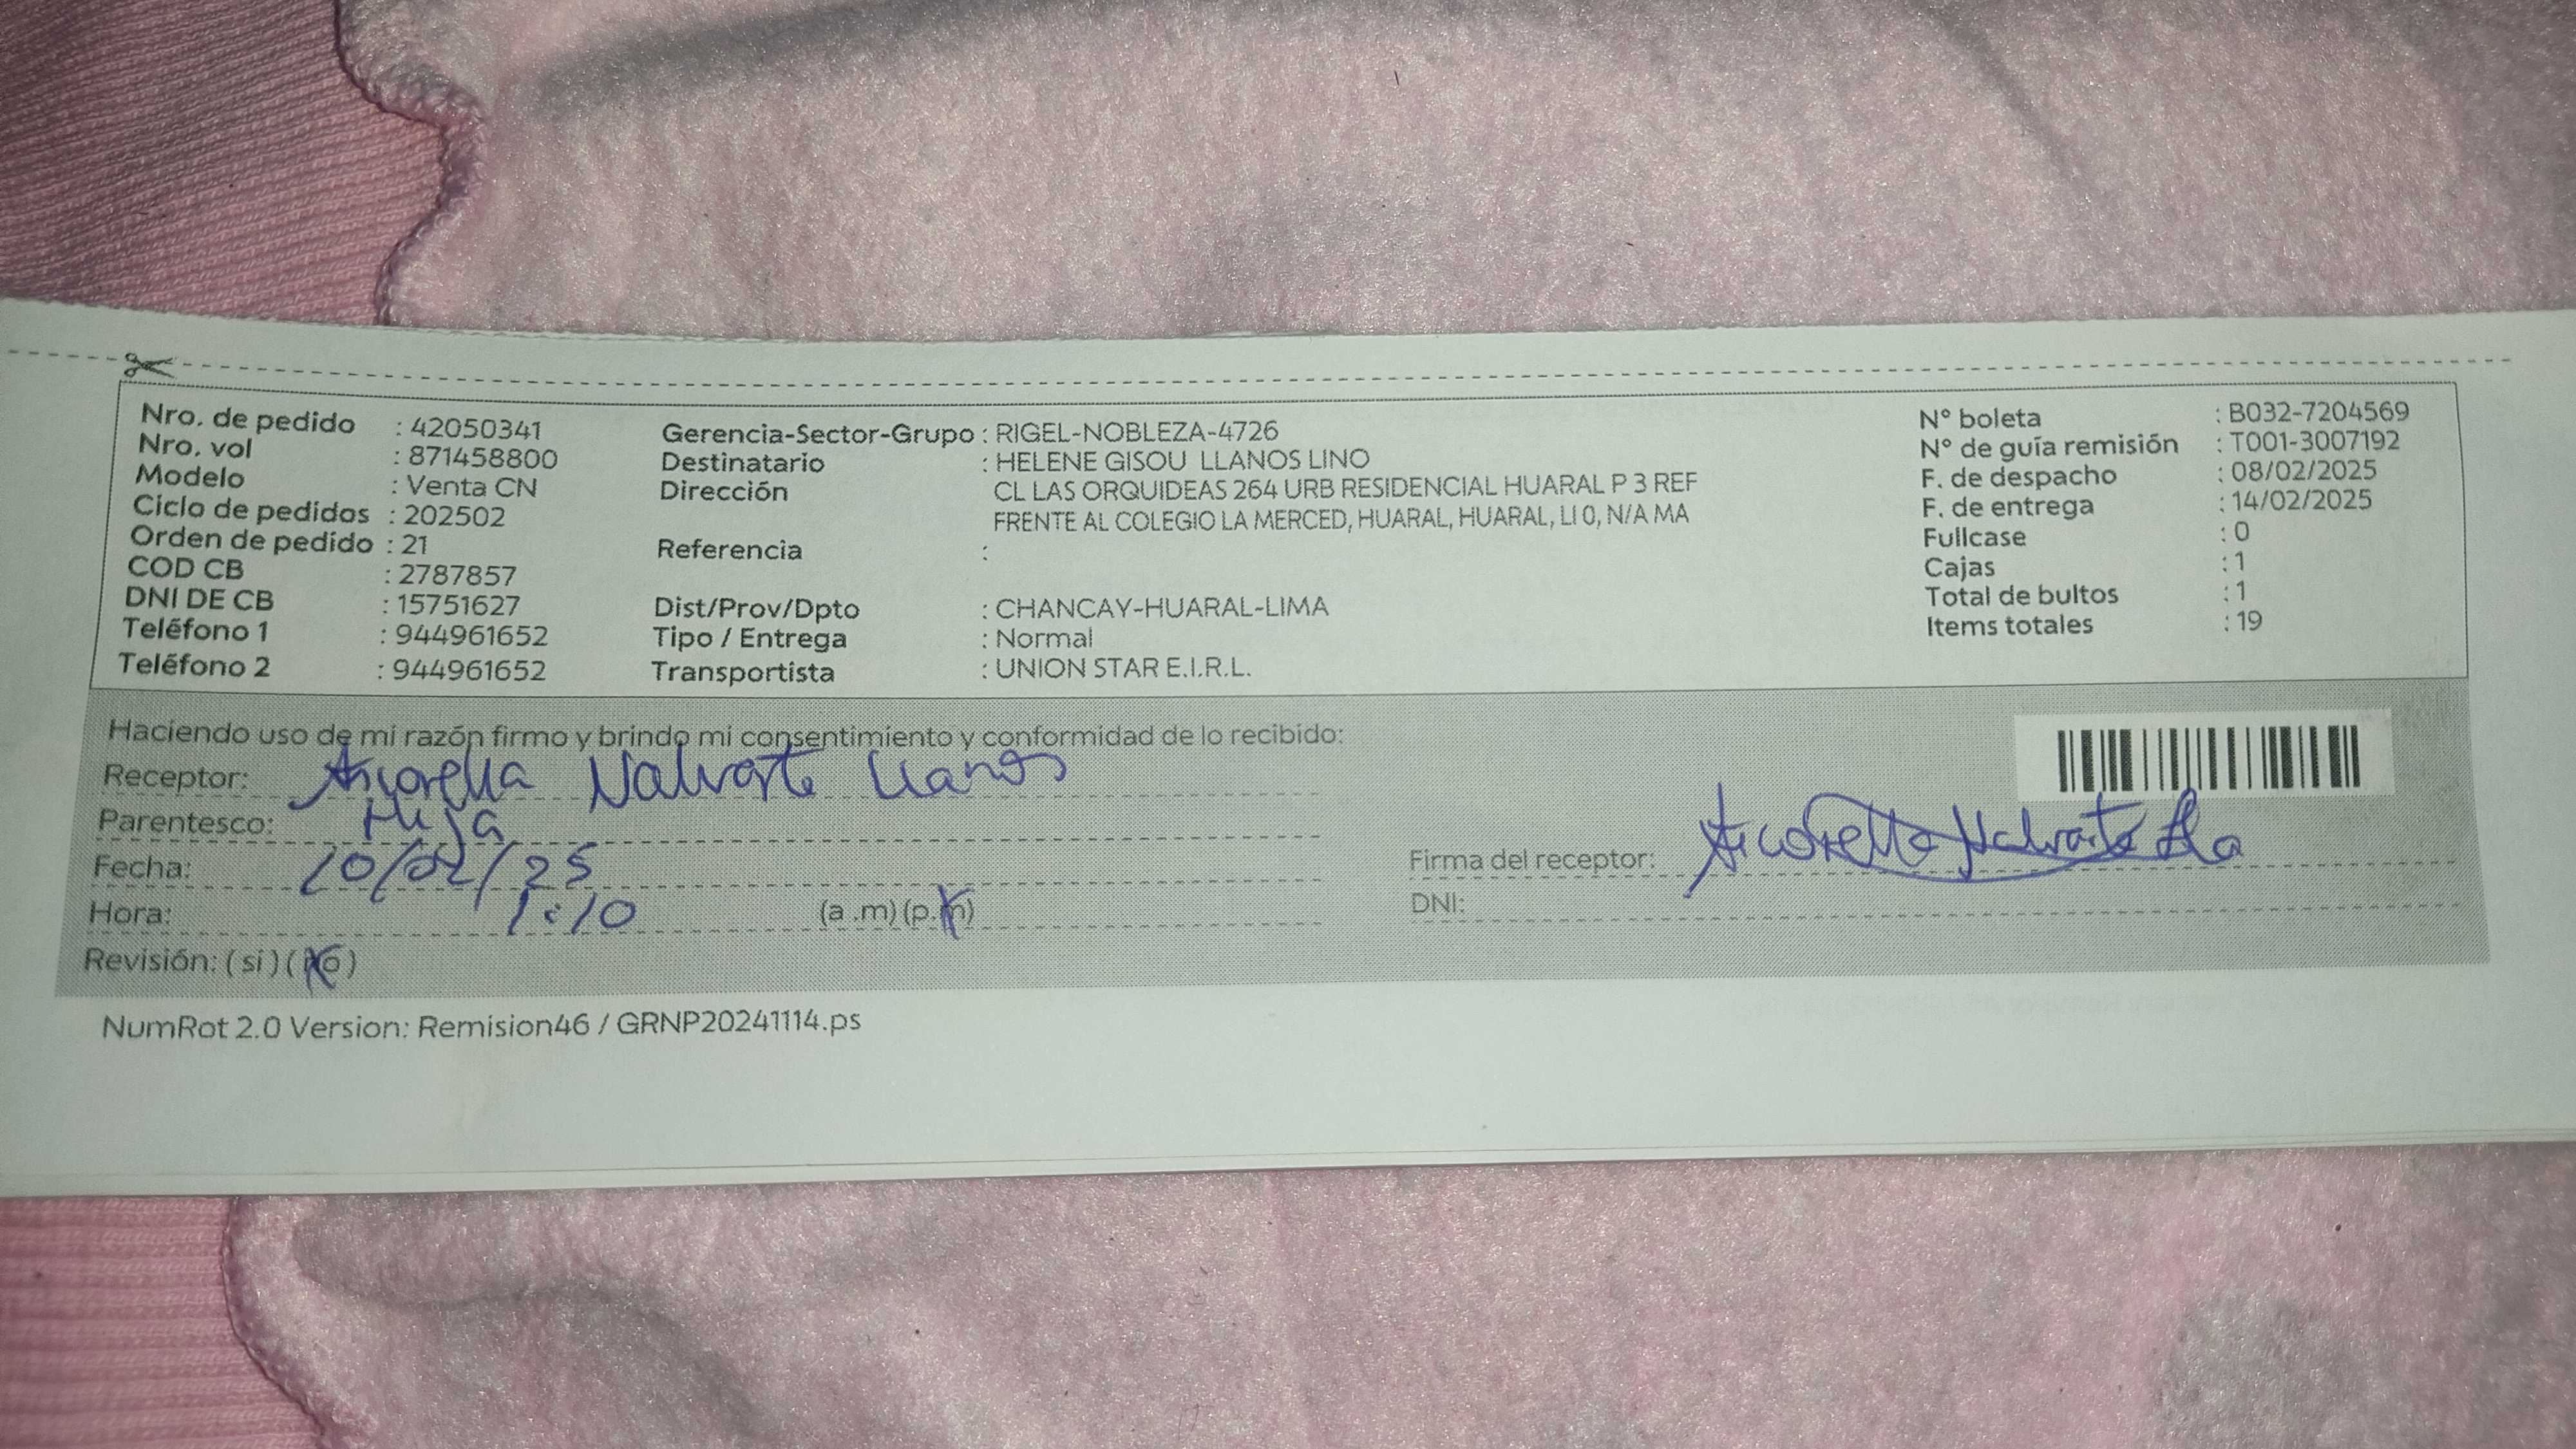 Nro. de pedido : 42050341
Nro. vol : 871458800
Modelo : Venta CN
Ciclo de pedidos : 202502
Orden de pedido : 21
COD CB : 2787857
DNI DE CB : 15751627
Teléfono 1 : 944961652
Teléfono 2 : 944961652
Gerencia-Sector-Grupo : RIGEL-NOBLEZA-4726
Destinatario : HELENE GISOU LLANOS LINO
Dirección : CL LAS ORQUIDEAS 264 URB RESIDENCIAL HUARAL P 3 REF
FRENTE AL COLEGIO LA MERCED, HUARAL, HUARAL, LI 0, N/A MA
Referencia :
Dist/Prov/Dpto : CHANCAY-HUARAL-LIMA
Tipo / Entrega : Normal
Transportista : UNION STAR E.I.R.L.
N° boleta : B032-7204569
N° de guía remisión : T001-3007192
F. de despacho : 08/02/2025
F. de entrega : 14/02/2025
Fullcase : 0
Cajas : 1
Total de bultos : 1
Items totales : 19
Haciendo uso de mi razón firmo y brindo mi consentimiento y conformidad de lo recibido:
Receptor: Nalvarte Llanos
Parentesco: Hija
Fecha: 10/02/25
Hora: 1:10 (a .m) (p.m)
Revisión: (si) (no)
Firma del receptor: Nalvarte
DNI:
NumRot 2.0 Version: Remision46 / GRNP20241114.ps